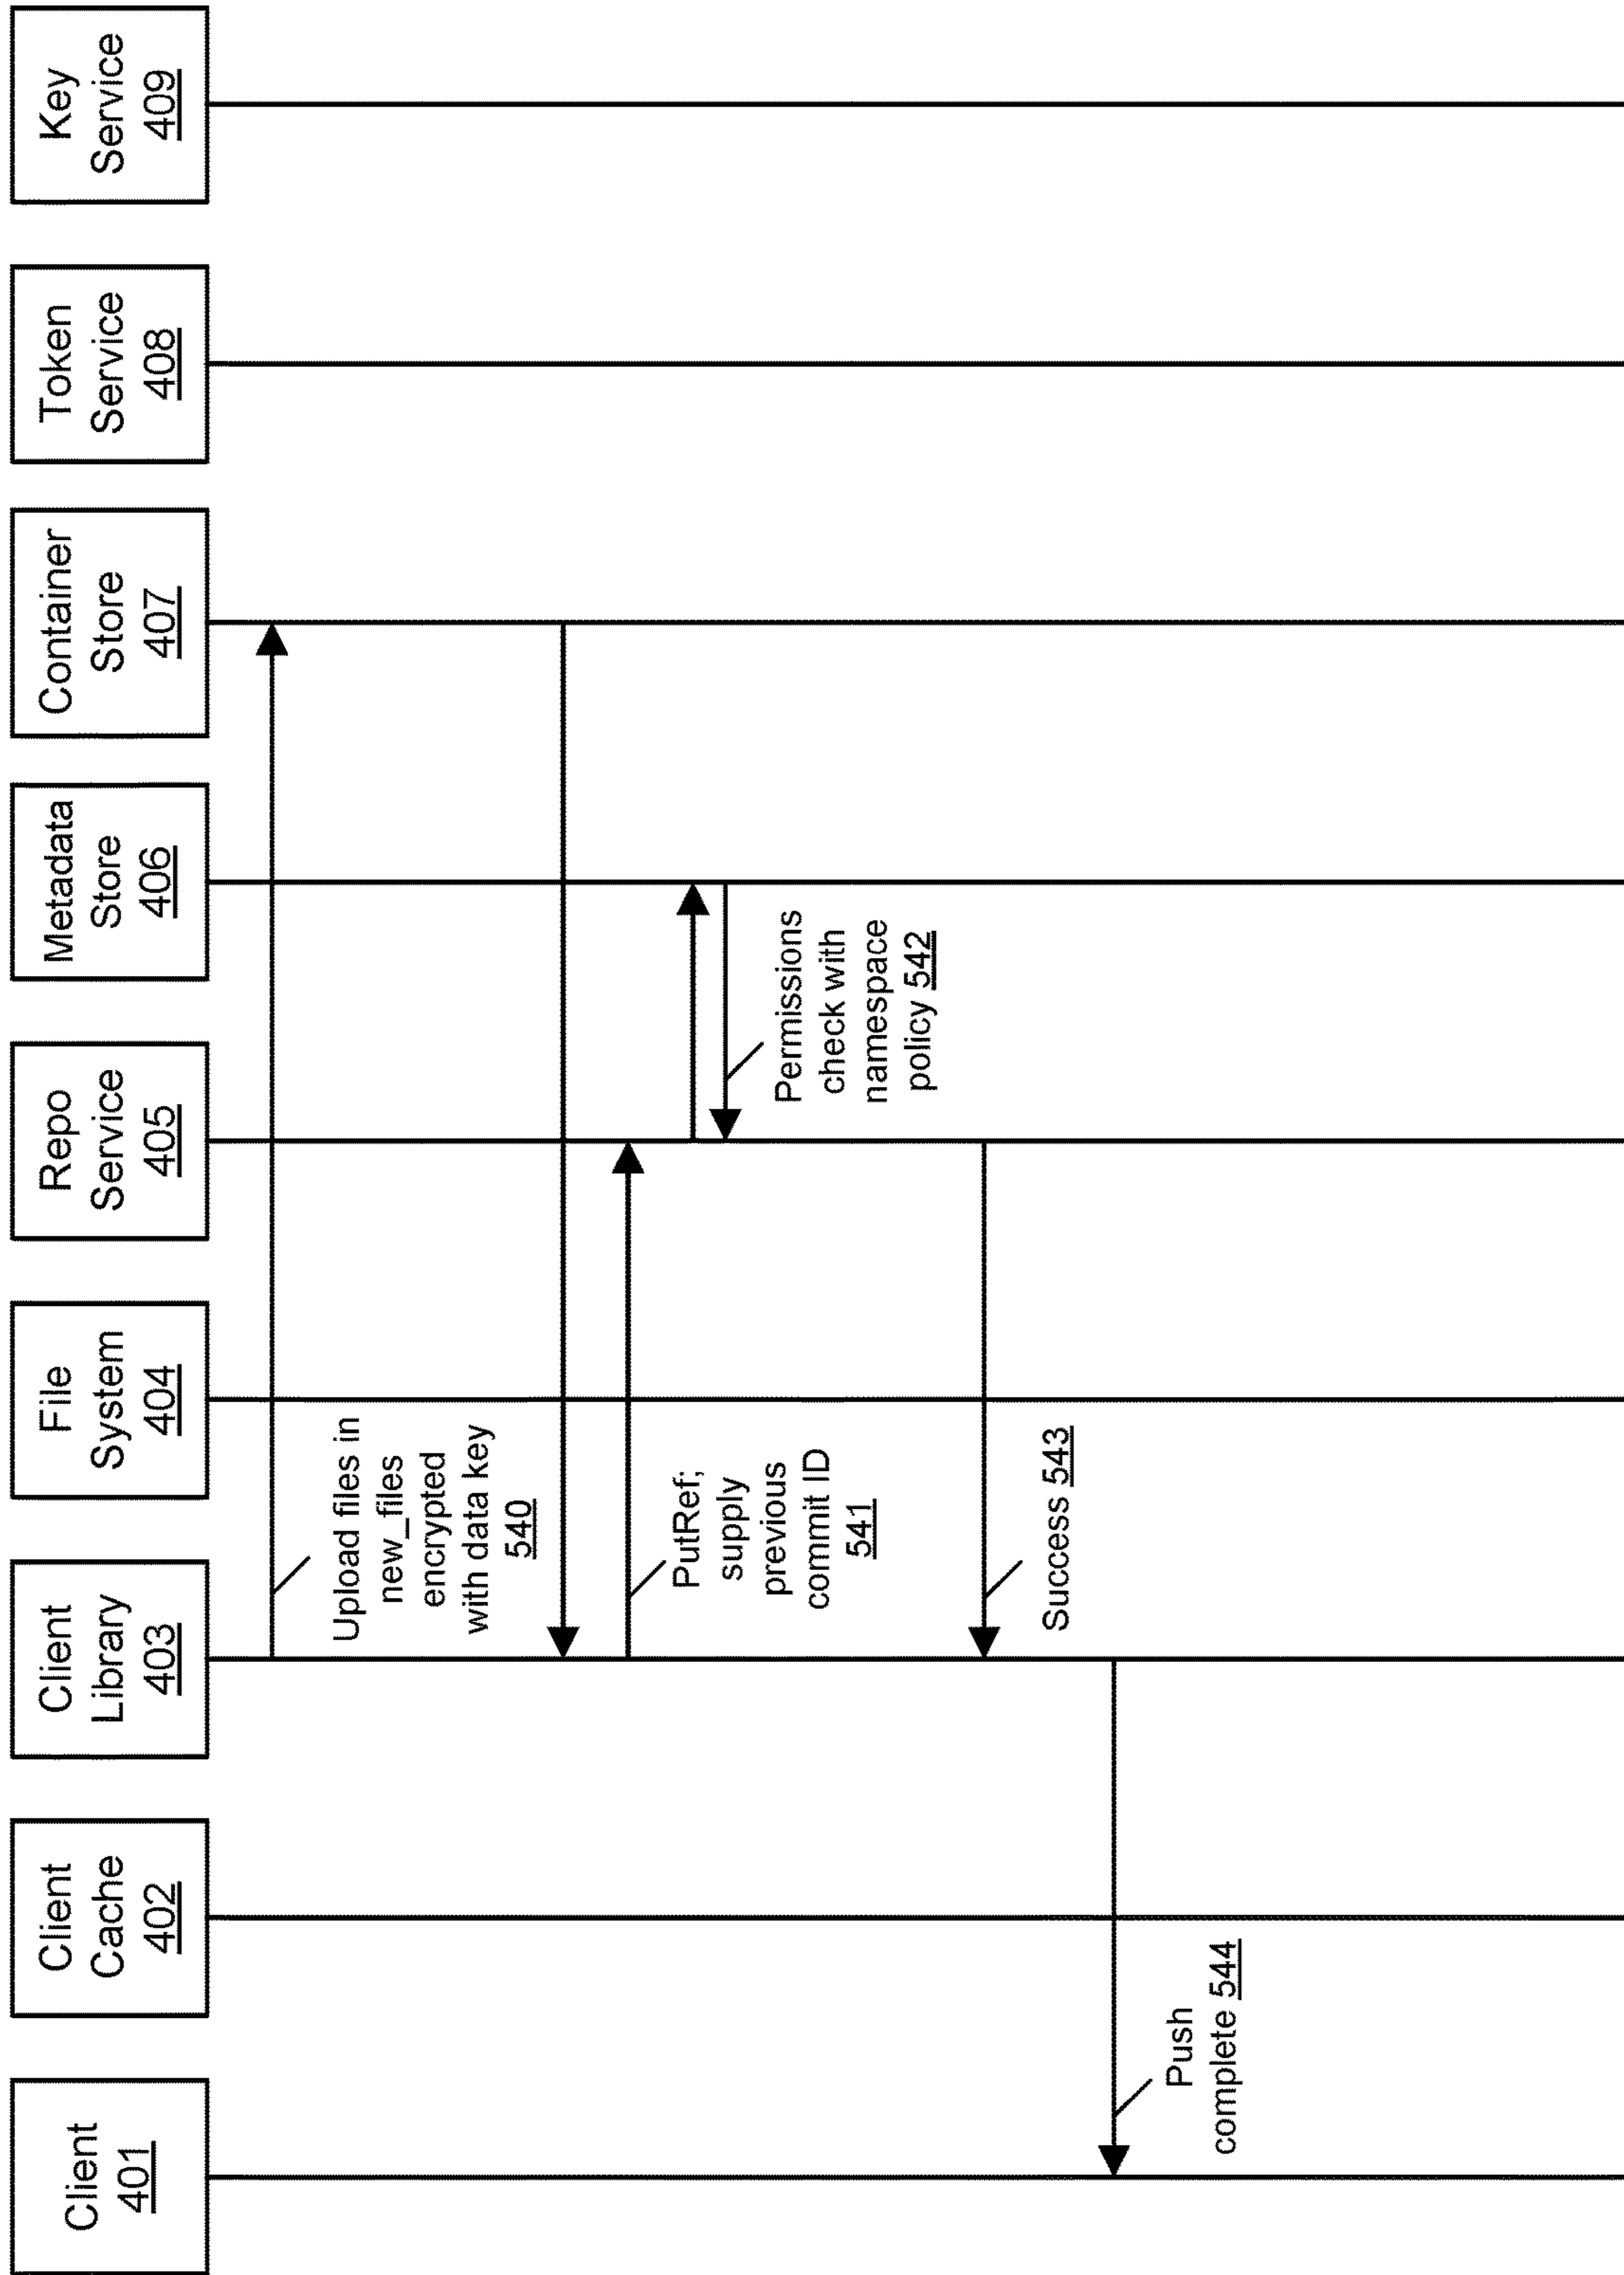 Client
401
Client
Cache
402
Client
Library
403
File
System
404
Repo
Service
405
Metadata
Store
406
Container
Store
407
Token
Service
408
Key
Service
409
Upload files in
new_files
encrypted
with data key
540
PutRef;
supply
previous
commit ID
541
Permissions
check with
namespace
policy 542
Success 543
Push
complete 544